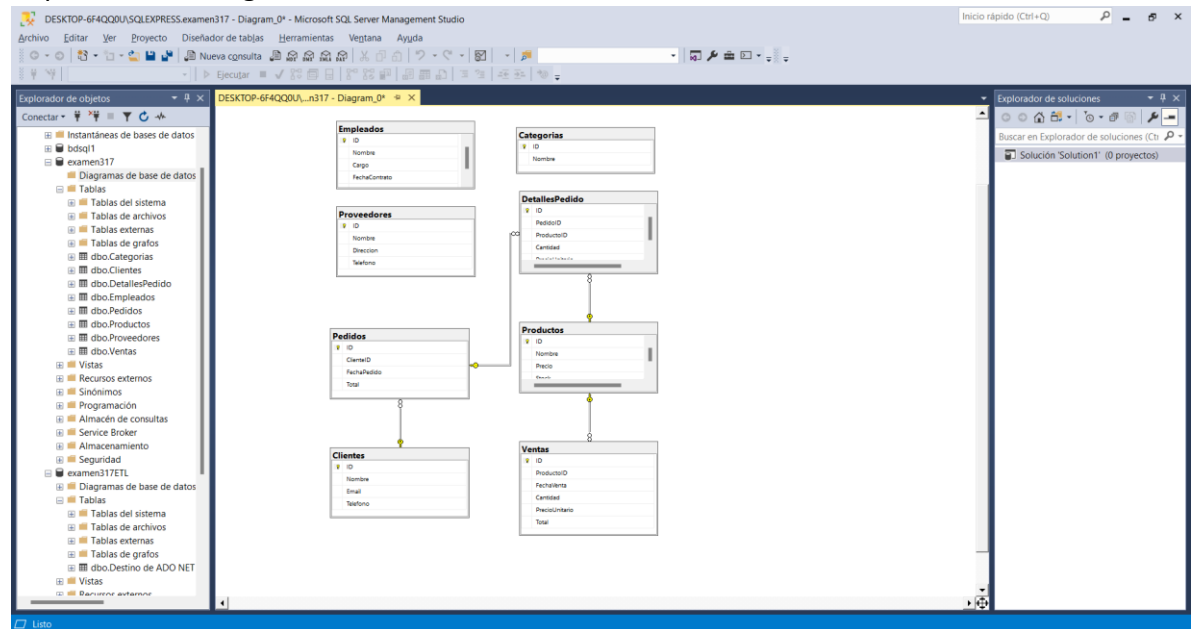 DESKTOP-6F4QQ0U\SQLEXPRESS.examen317 - Diagram_0* - Microsoft SQL Server Management Studio
Inicio rápido (Ctrl+Q)
Archivo Editar Ver Proyecto Diseñador de tablas Herramientas Ventana Ayuda
Nueva consulta
Ejecutar
Explorador de objetos
Conectar
Instantáneas de bases de datos
bdsql1
examen317
Diagramas de base de datos
Tablas
Tablas del sistema
Tablas de archivos
Tablas externas
Tablas de grafos
dbo.Categorias
dbo.Clientes
dbo.DetallesPedido
dbo.Empleados
dbo.Pedidos
dbo.Productos
dbo.Proveedores
dbo.Ventas
Vistas
Recursos externos
Sinónimos
Programación
Almacén de consultas
Service Broker
Almacenamiento
Seguridad
examen317ETL
Diagramas de base de datos
Tablas
Tablas del sistema
Tablas de archivos
Tablas externas
Tablas de grafos
dbo.Destino de ADO NET
Vistas
Recursos externos
DESKTOP-6F4QQ0U\...n317 - Diagram_0*
Empleados
ID
Nombre
Cargo
FechaContrato
Categorias
ID
Nombre
Proveedores
ID
Nombre
Direccion
Telefono
DetallesPedido
ID
PedidoID
ProductoID
Cantidad
PrecioUnitario
Pedidos
ID
ClienteID
FechaPedido
Total
Productos
ID
Nombre
Precio
Stock
Clientes
ID
Nombre
Email
Telefono
Ventas
ID
ProductoID
FechaVenta
Cantidad
PrecioUnitario
Total
Explorador de soluciones
Buscar en Explorador de soluciones (Ctr
Solución 'Solution1' (0 proyectos)
Listo